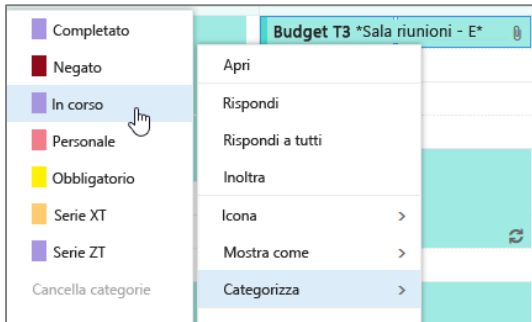 Budget T3 *Sala riunioni - E*
Completato
Negato
In corso
Personale
Obbligatorio
Serie XT
Serie ZT
Cancella categorie
Apri
Rispondi
Rispondi a tutti
Inoltra
Icona
Mostra come
Categorizza